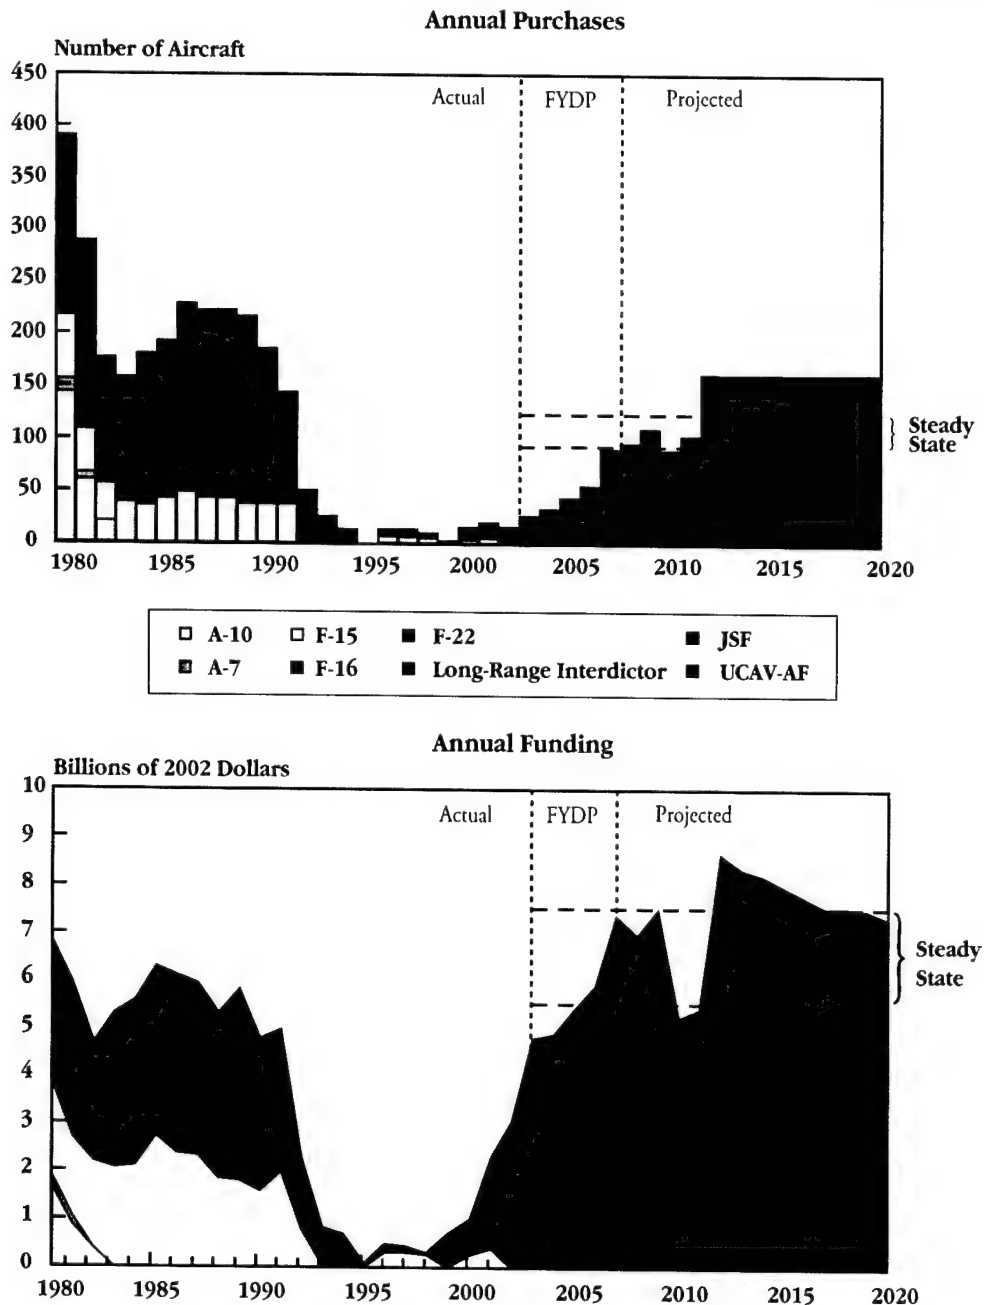 Annual Purchases
Number of Aircraft
450
400
350
300
250
200
150
100
50
0
Actual
FYDP
Projected
Steady
State
1980
1985
1990
1995
2000
2005
2010
2015
2020
A-10
F-15
F-22
JSF
A-7
F-16
Long-Range Interdictor
UCAV-AF
Annual Funding
Billions of 2002 Dollars
10
9
8
7
6
5
4
3
2
1
0
Actual
FYDP
Projected
Steady
State
1980
1985
1990
1995
2000
2005
2010
2015
2020